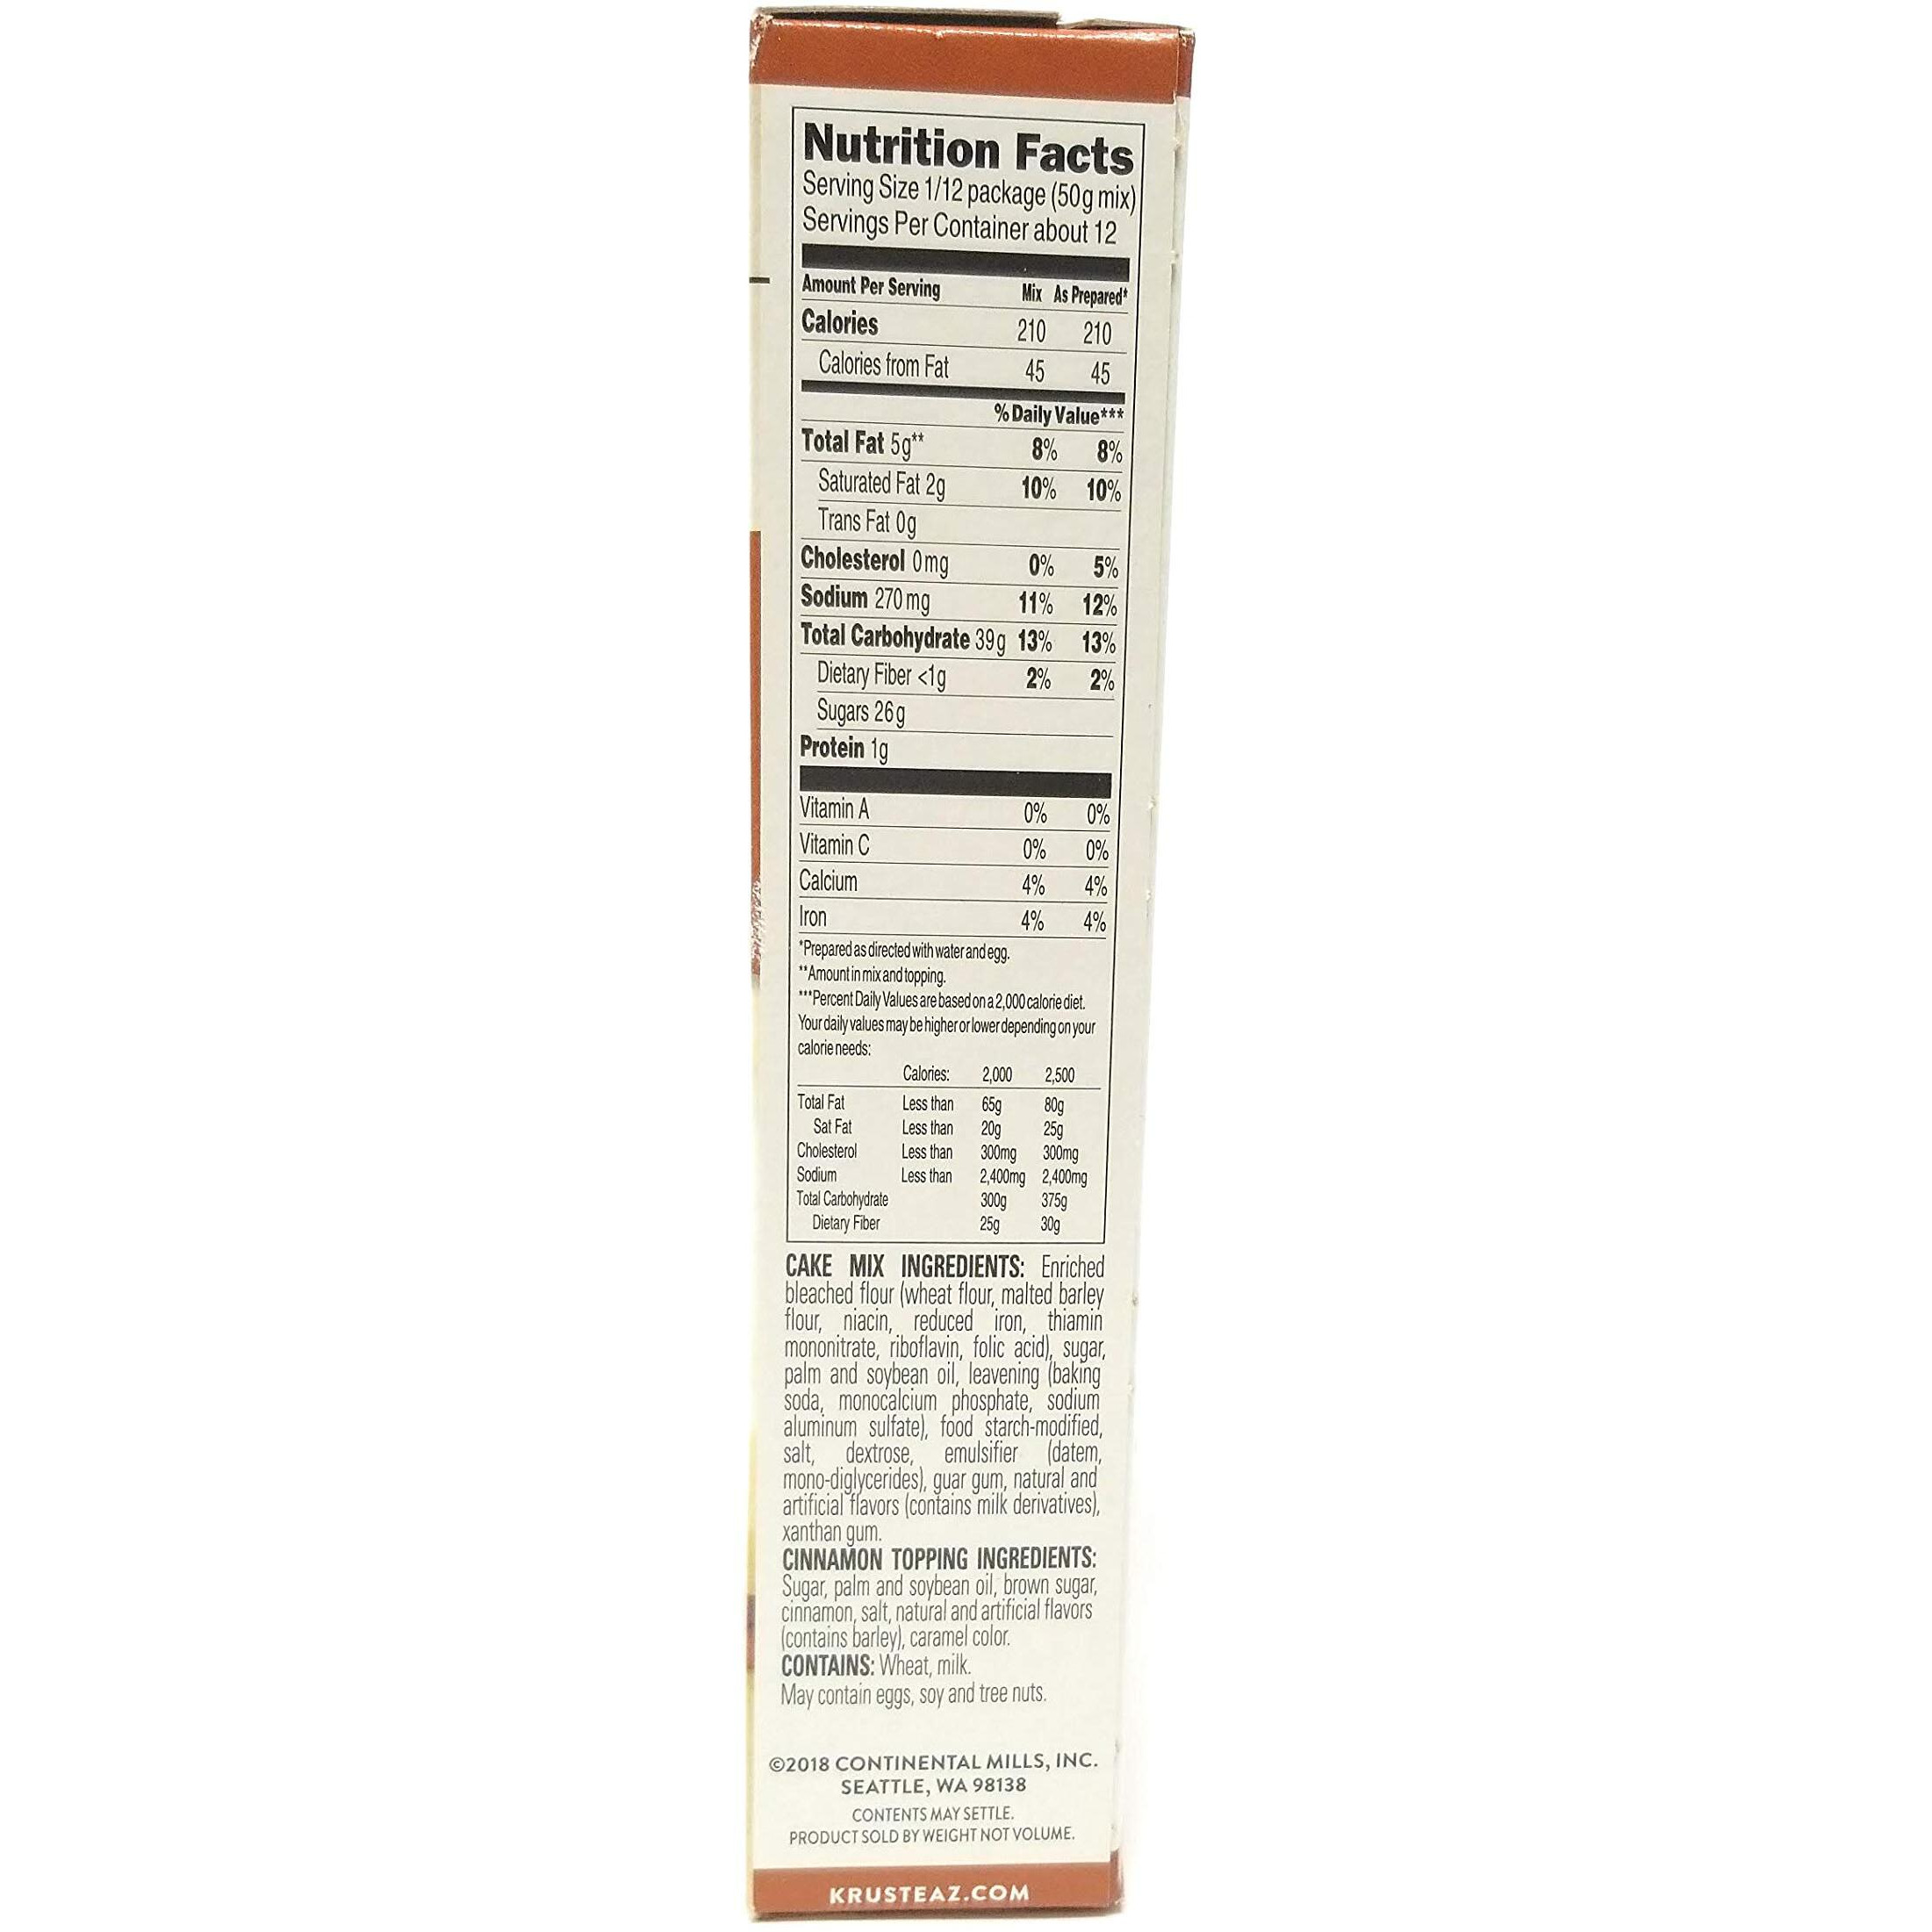 Nutrition Facts
Serving Size 1/12 package (50g mix)
Servings Per Container about 12
Amount Per Serving Mix As Prepared*
Calories 210 210
Calories from Fat 45 45
% Daily Value***
Total Fat 5g** 8% 8%
Saturated Fat 2g 10% 10%
Trans Fat 0g
Cholesterol 0mg 0% 5%
Sodium 270mg 11% 12%
Total Carbohydrate 39g 13% 13%
Dietary Fiber <1g 2% 2%
Sugars 26g
Protein 1g
Vitamin A 0% 0%
Vitamin C 0% 0%
Calcium 4% 4%
Iron 4% 4%
*Prepared as directed with water and egg.
**Amount in mix and topping.
***Percent Daily Values are based on a 2,000 calorie diet.
Your daily values may be higher or lower depending on your
calorie needs:
Calories: 2,000 2,500
Total Fat Less than 65g 80g
Sat Fat Less than 20g 25g
Cholesterol Less than 300mg 300mg
Sodium Less than 2,400mg 2,400mg
Total Carbohydrate 300g 375g
Dietary Fiber 25g 30g
CAKE MIX INGREDIENTS: Enriched
bleached flour (wheat flour, malted barley
flour, niacin, reduced iron, thiamin
mononitrate, riboflavin, folic acid), sugar,
palm and soybean oil, leavening (baking
soda, monocalcium phosphate, sodium
aluminum sulfate), food starch-modified,
salt, dextrose, emulsifier (datem,
mono-diglycerides), guar gum, natural and
artificial flavors (contains milk derivatives),
xanthan gum.
CINNAMON TOPPING INGREDIENTS:
Sugar, palm and soybean oil, brown sugar,
cinnamon, salt, natural and artificial flavors
(contains barley), caramel color.
CONTAINS: Wheat, milk.
May contain eggs, soy and tree nuts.
©2018 CONTINENTAL MILLS, INC.
SEATTLE, WA 98138
CONTENTS MAY SETTLE.
PRODUCT SOLD BY WEIGHT NOT VOLUME.
KRUSTEAZ.COM